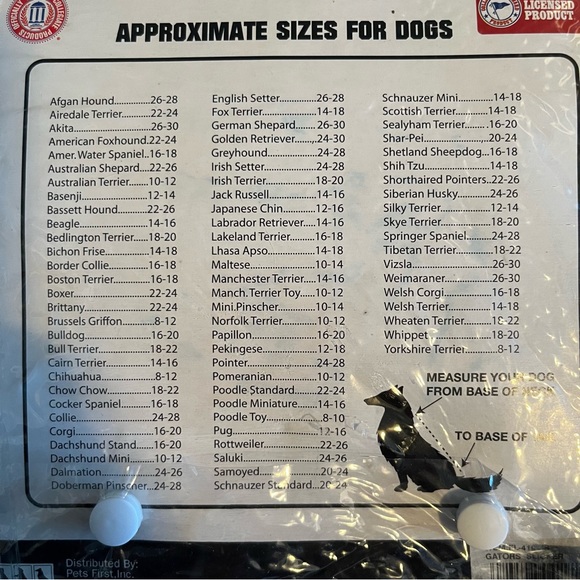 COLLEGIATE
PRODUCTS
LICENSED
PRODUCT
APPROXIMATE SIZES FOR DOGS
Afgan Hound..............26-28
Airedale Terrier..........22-24
Akita..........................26-30
American Foxhound.22-24
Amer. Water Spaniel..16-18
Australian Shepard....22-26
Australian Terrier.......10-12
Basenji.......................12-14
Bassett Hound...........22-26
Beagle.......................14-16
Bedlington Terrier.....18-20
Bichon Frise..............14-18
Border Collie.............16-18
Boston Terrier...........16-18
Boxer.........................22-24
Brittany.....................22-24
Brussels Griffon..........8-12
Bulldog.....................16-20
Bull Terrier................18-22
Cairn Terrier.............14-16
Chihuahua.................8-12
Chow Chow..............18-22
Cocker Spaniel..........16-18
Collie........................24-28
Corgi.........................16-20
Dachshund Stand.....16-20
Dachshund Mini.......10-12
Dalmation.................24-26
Doberman Pinscher...24-28
English Setter............26-28
Fox Terrier.................14-18
German Shepard.......26-30
Golden Retriever.......24-30
Greyhound...............24-28
Irish Setter................24-28
Irish Terrier...............18-20
Jack Russell...............14-16
Japanese Chin...........12-16
Labrador Retriever....14-16
Lakeland Terrier........16-18
Lhasa Apso...............14-18
Maltese.....................10-14
Manchester Terrier....14-16
Manch. Terrier Toy.....10-12
Mini. Pinscher...........10-14
Norfolk Terrier..........10-12
Papillon....................16-20
Pekingese.................12-18
Pointer......................24-28
Pomeranian..............10-12
Poodle Standard.......22-24
Poodle Miniature......14-16
Poodle Toy................8-10
Pug...........................12-16
Rottweiler.................22-26
Saluki.......................24-26
Samoyed..................20-24
Schnauzer Standard...20-24
Schnauzer Mini.........14-18
Scottish Terrier.........14-18
Sealyham Terrier.......16-20
Shar-Pei....................20-24
Shetland Sheepdog...16-18
Shih Tzu....................14-18
Shorthaired Pointers..22-26
Siberian Husky..........24-26
Silky Terrier...............12-14
Skye Terrier...............18-20
Springer Spaniel........24-28
Tibetan Terrier...........18-22
Vizsla........................26-30
Weimaraner..............26-30
Welsh Corgi..............16-18
Welsh Terrier.............14-18
Wheaten Terrier........18-22
Whippet....................18-20
Yorkshire Terrier........8-12
MEASURE YOUR DOG
FROM BASE OF NECK
TO BASE OF
Distributed By:
Pets First, Inc.
GATORS SLICKER